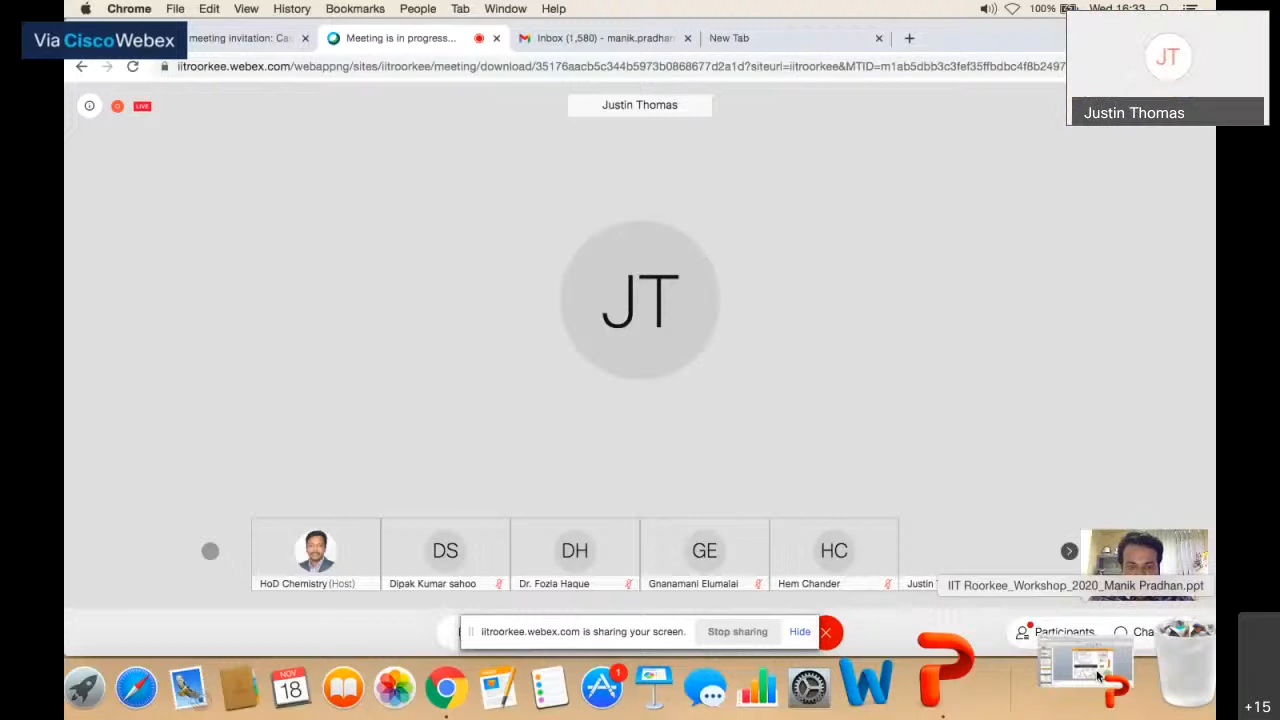 Via CiscoWebex
Chrome File Edit View History Bookmarks People Tab Window Help
100% Wed 16:33
meeting invitation: Ca
Meeting is in progress...
Inbox (1,580) - manik.pradhan
New Tab
iitroorkee.webex.com/webappng/sites/iitroorkee/meeting/download/35176aacb5c344b5973b0868677d2a1d?siteurl=iitroorkee&MTID=m1ab5dbb3c3fef35ffbdbc4f8b2497
JT
Justin Thomas
LIVE
Justin Thomas
JT
DS
DH
GE
HC
HoD Chemistry (Host)
Dipak Kumar sahoo
Dr. Fozia Haque
Gnanamani Elumalai
Hem Chander
Justin
IIT Roorkee_Workshop_2020_Manik Pradhan.ppt
iitroorkee.webex.com is sharing your screen.
Stop sharing
Hide
Participants
Cha
NOV
18
1
+15